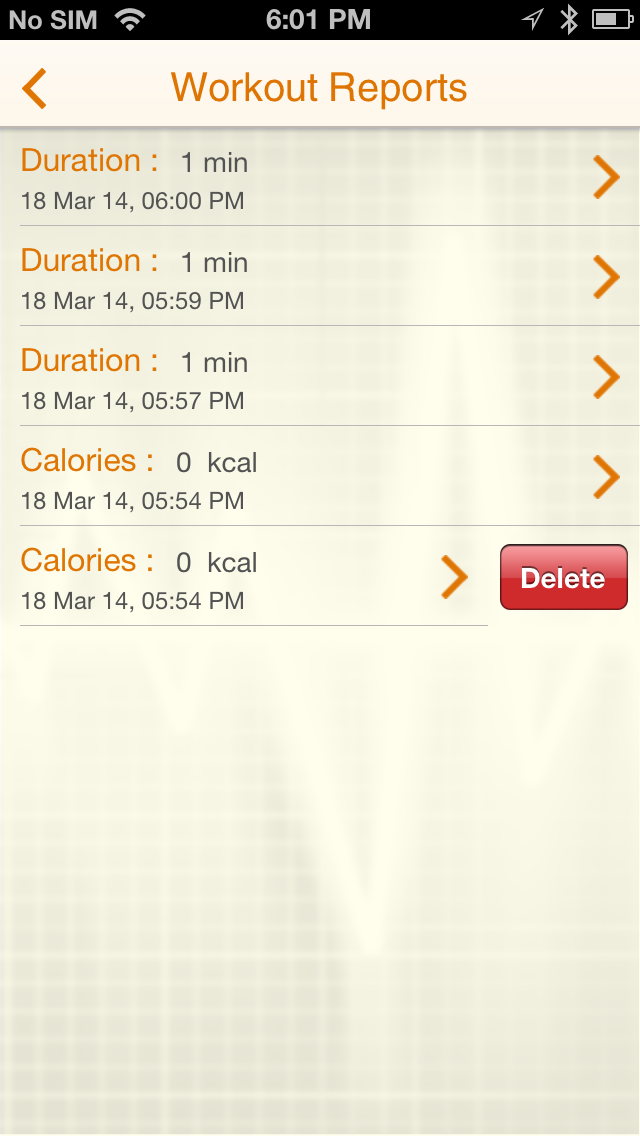 No SIM 6:01 PM
Workout Reports
Duration : 1 min
18 Mar 14, 06:00 PM
Duration : 1 min
18 Mar 14, 05:59 PM
Duration : 1 min
18 Mar 14, 05:57 PM
Calories : 0 kcal
18 Mar 14, 05:54 PM
Calories : 0 kcal
18 Mar 14, 05:54 PM
Delete